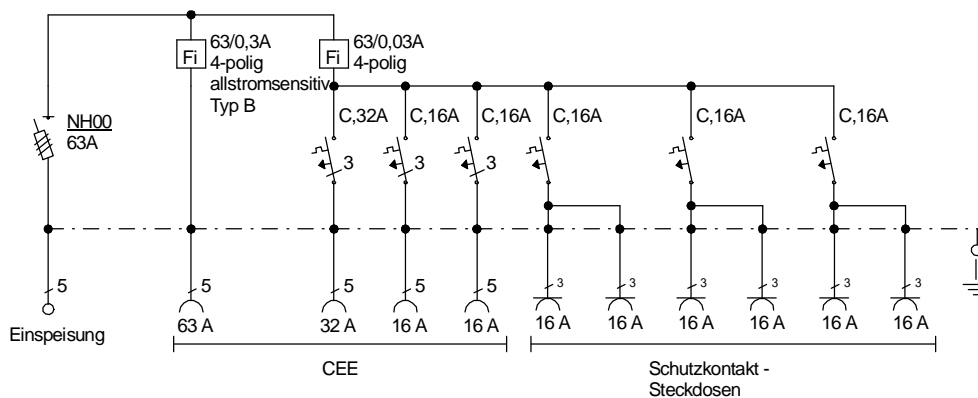 63/0,3A
4-polig
allstromsensitiv
Typ B
Fi
63/0,03A
4-polig
Fi
NH00
63A
C,32A
C,16A
C,16A
C,16A
C,16A
C,16A
3
3
3
5
5
5
5
5
3
3
3
3
3
3
Einspeisung
63 A
32 A
16 A
16 A
16 A
16 A
16 A
16 A
16 A
16 A
CEE
Schutzkontakt -
Steckdosen